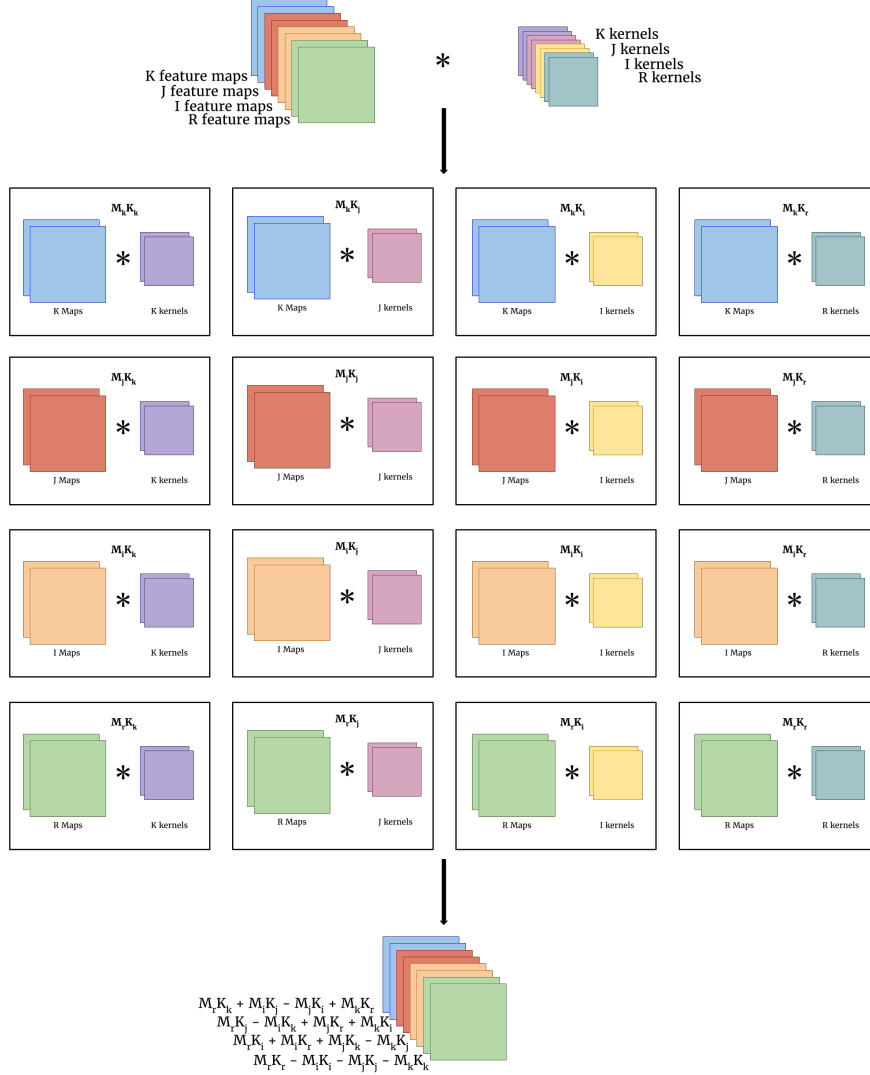 K kernels
J kernels
I kernels
R kernels
*
K feature maps
J feature maps
I feature maps
R feature maps
MₖKₖ
MₖKⱼ
MₖKᵢ
MₖKᵣ
* * * *
K Maps K kernels
K Maps J kernels
K Maps I kernels
K Maps R kernels
MⱼKₖ
MⱼKⱼ
MⱼKᵢ
MⱼKᵣ
* * * *
J Maps K kernels
J Maps J kernels
J Maps I kernels
J Maps R kernels
MᵢKₖ
MᵢKⱼ
MᵢKᵢ
MᵢKᵣ
* * * *
I Maps K kernels
I Maps J kernels
I Maps I kernels
I Maps R kernels
MᵣKₖ
MᵣKⱼ
MᵣKᵢ
MᵣKᵣ
* * * *
R Maps K kernels
R Maps J kernels
R Maps I kernels
R Maps R kernels
MᵣKₖ + MᵢKⱼ − MⱼKᵢ + MₖKᵣ
MᵣKⱼ − MᵢKₖ + MⱼKᵣ + MₖKᵢ
MᵣKᵢ + MᵢKᵣ + MⱼKₖ − MₖKⱼ
MᵣKᵣ − MᵢKᵢ − MⱼKⱼ − MₖKₖ